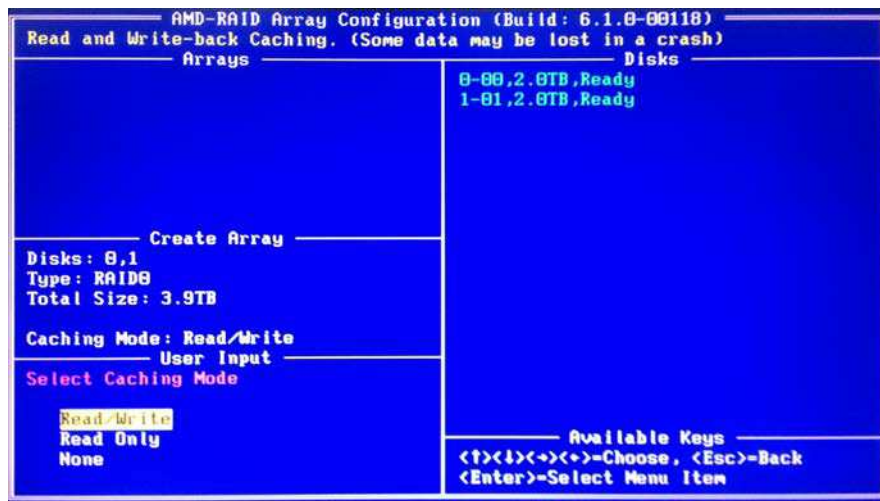 AMD-RAID Array Configuration (Build: 6.1.0-00118)
Read and Write-back Caching. (Some data may be lost in a crash)
Arrays
Disks
0-00,2.0TB,Ready
1-01,2.0TB,Ready
Create Array
Disks: 0,1
Type: RAID0
Total Size: 3.9TB
Caching Mode: Read/Write
User Input
Select Caching Mode
Read/Write
Read Only
None
Available Keys
<↑><↓><→><←>=Choose, <Esc>=Back
<Enter>=Select Menu Item